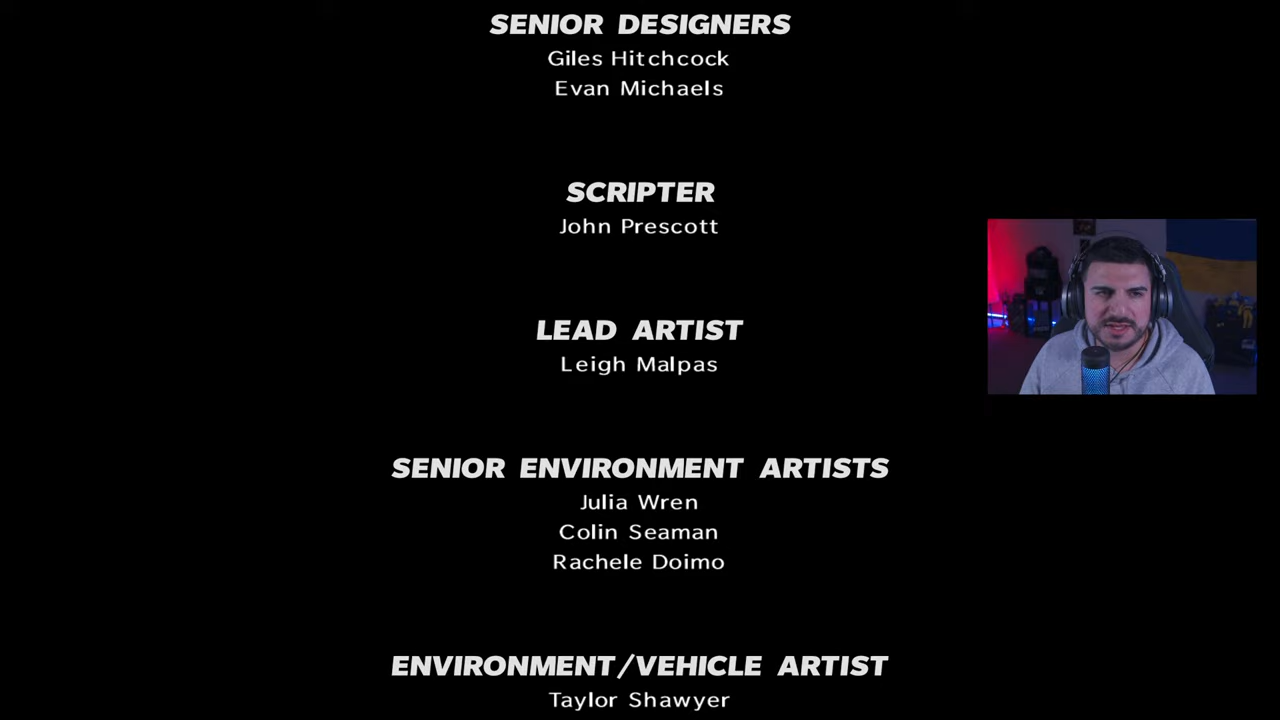 SENIOR DESIGNERS
Giles Hitchcock
Evan Michaels
SCRIPTER
John Prescott
LEAD ARTIST
Leigh Malpas
SENIOR ENVIRONMENT ARTISTS
Julia Wren
Colin Seaman
Rachele Doimo
ENVIRONMENT/VEHICLE ARTIST
Taylor Shawyer